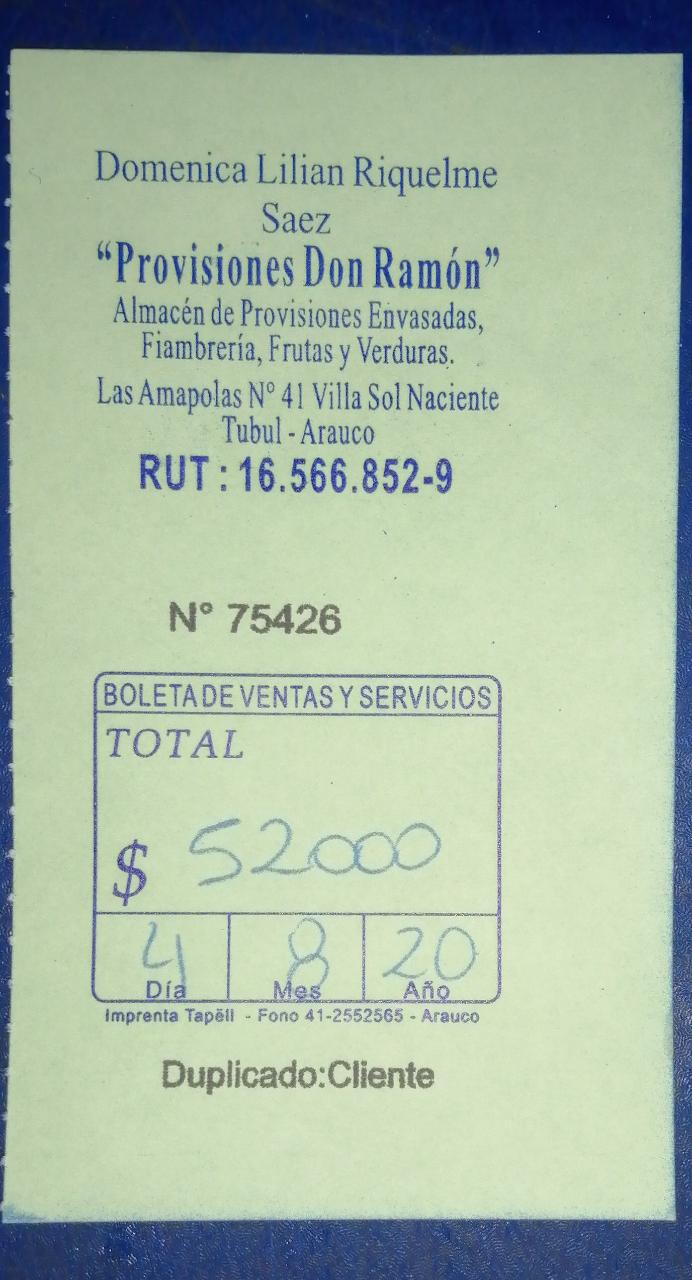 Domenica Lilian Riquelme
Saez
“Provisiones Don Ramón”
Almacén de Provisiones Envasadas,
Fiambrería, Frutas y Verduras.
Las Amapolas N° 41 Villa Sol Naciente
Tubul - Arauco
RUT : 16.566.852-9
N° 75426
BOLETA DE VENTAS Y SERVICIOS
TOTAL
$ 52000
4 8 20
Día Mes Año
Imprenta Tapëll - Fono 41-2552565 - Arauco
Duplicado:Cliente